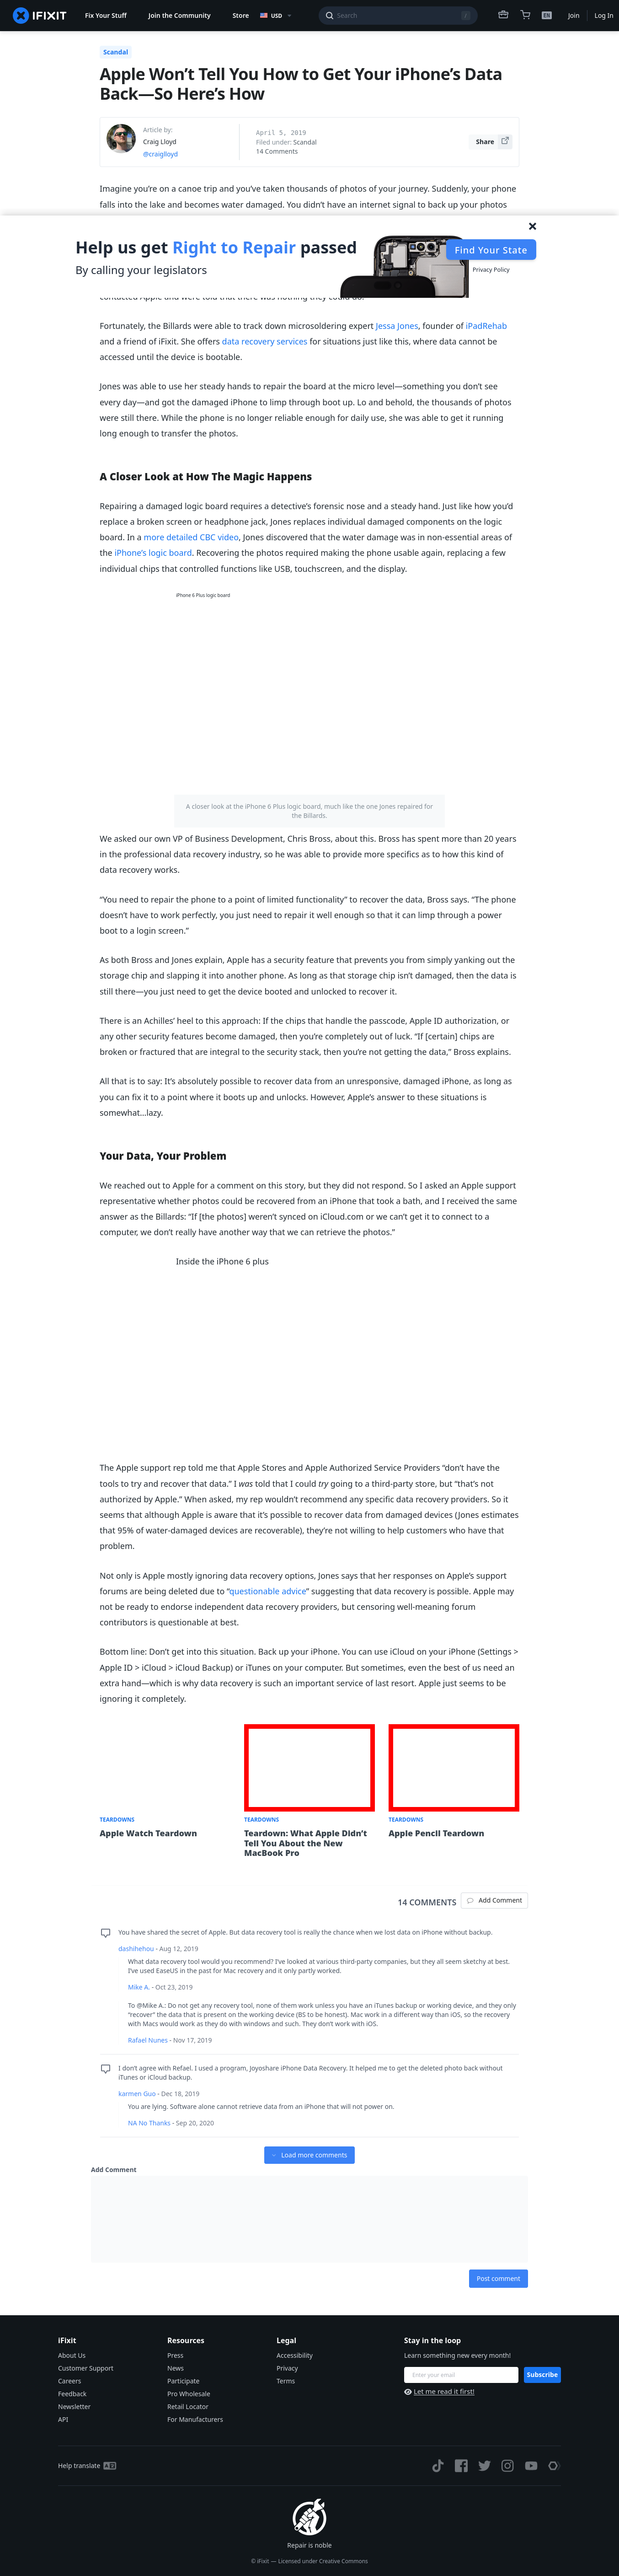 IFIXIT
Fix Your Stuff
Join the Community
Store
USD
Search
/
EN
Join
Log In
Scandal
Apple Won’t Tell You How to Get Your iPhone’s Data
Back—So Here’s How
Article by:
Craig Lloyd
@craiglloyd
April 5, 2019
Filed under: Scandal
14 Comments
Share
Imagine you’re on a canoe trip and you’ve taken thousands of photos of your journey. Suddenly, your phone
falls into the lake and becomes water damaged. You didn’t have an internet signal to back up your photos
Help us get Right to Repair passed
By calling your legislators
Find Your State
Privacy Policy
contacted Apple and were told that there was nothing they could do.
Fortunately, the Billards were able to track down microsoldering expert Jessa Jones, founder of iPadRehab
and a friend of iFixit. She offers data recovery services for situations just like this, where data cannot be
accessed until the device is bootable.
Jones was able to use her steady hands to repair the board at the micro level—something you don’t see
every day—and got the damaged iPhone to limp through boot up. Lo and behold, the thousands of photos
were still there. While the phone is no longer reliable enough for daily use, she was able to get it running
long enough to transfer the photos.
A Closer Look at How The Magic Happens
Repairing a damaged logic board requires a detective’s forensic nose and a steady hand. Just like how you’d
replace a broken screen or headphone jack, Jones replaces individual damaged components on the logic
board. In a more detailed CBC video, Jones discovered that the water damage was in non-essential areas of
the iPhone’s logic board. Recovering the photos required making the phone usable again, replacing a few
individual chips that controlled functions like USB, touchscreen, and the display.
iPhone 6 Plus logic board
A closer look at the iPhone 6 Plus logic board, much like the one Jones repaired for
the Billards.
We asked our own VP of Business Development, Chris Bross, about this. Bross has spent more than 20 years
in the professional data recovery industry, so he was able to provide more specifics as to how this kind of
data recovery works.
“You need to repair the phone to a point of limited functionality” to recover the data, Bross says. “The phone
doesn’t have to work perfectly, you just need to repair it well enough so that it can limp through a power
boot to a login screen.”
As both Bross and Jones explain, Apple has a security feature that prevents you from simply yanking out the
storage chip and slapping it into another phone. As long as that storage chip isn’t damaged, then the data is
still there—you just need to get the device booted and unlocked to recover it.
There is an Achilles’ heel to this approach: If the chips that handle the passcode, Apple ID authorization, or
any other security features become damaged, then you’re completely out of luck. “If [certain] chips are
broken or fractured that are integral to the security stack, then you’re not getting the data,” Bross explains.
All that is to say: It’s absolutely possible to recover data from an unresponsive, damaged iPhone, as long as
you can fix it to a point where it boots up and unlocks. However, Apple’s answer to these situations is
somewhat…lazy.
Your Data, Your Problem
We reached out to Apple for a comment on this story, but they did not respond. So I asked an Apple support
representative whether photos could be recovered from an iPhone that took a bath, and I received the same
answer as the Billards: “If [the photos] weren’t synced on iCloud.com or we can’t get it to connect to a
computer, we don’t really have another way that we can retrieve the photos.”
Inside the iPhone 6 plus
The Apple support rep told me that Apple Stores and Apple Authorized Service Providers “don’t have the
tools to try and recover that data.” I was told that I could try going to a third-party store, but “that’s not
authorized by Apple.” When asked, my rep wouldn’t recommend any specific data recovery providers. So it
seems that although Apple is aware that it’s possible to recover data from damaged devices (Jones estimates
that 95% of water-damaged devices are recoverable), they’re not willing to help customers who have that
problem.
Not only is Apple mostly ignoring data recovery options, Jones says that her responses on Apple’s support
forums are being deleted due to “questionable advice” suggesting that data recovery is possible. Apple may
not be ready to endorse independent data recovery providers, but censoring well-meaning forum
contributors is questionable at best.
Bottom line: Don’t get into this situation. Back up your iPhone. You can use iCloud on your iPhone (Settings >
Apple ID > iCloud > iCloud Backup) or iTunes on your computer. But sometimes, even the best of us need an
extra hand—which is why data recovery is such an important service of last resort. Apple just seems to be
ignoring it completely.
TEARDOWNS
Apple Watch Teardown
TEARDOWNS
Teardown: What Apple Didn’t
Tell You About the New
MacBook Pro
TEARDOWNS
Apple Pencil Teardown
14 COMMENTS
Add Comment
You have shared the secret of Apple. But data recovery tool is really the chance when we lost data on iPhone without backup.
dashihehou - Aug 12, 2019
What data recovery tool would you recommend? I’ve looked at various third-party companies, but they all seem sketchy at best.
I’ve used EaseUS in the past for Mac recovery and it only partly worked.
Mike A. - Oct 23, 2019
To @Mike A.: Do not get any recovery tool, none of them work unless you have an iTunes backup or working device, and they only
“recover” the data that is present on the working device (BS to be honest). Mac work in a different way than iOS, so the recovery
with Macs would work as they do with windows and such. They don’t work with iOS.
Rafael Nunes - Nov 17, 2019
I don’t agree with Refael. I used a program, Joyoshare iPhone Data Recovery. It helped me to get the deleted photo back without
iTunes or iCloud backup.
karmen Guo - Dec 18, 2019
You are lying. Software alone cannot retrieve data from an iPhone that will not power on.
NA No Thanks - Sep 20, 2020
Load more comments
Add Comment
Post comment
iFixit
About Us
Customer Support
Careers
Feedback
Newsletter
API
Resources
Press
News
Participate
Pro Wholesale
Retail Locator
For Manufacturers
Legal
Accessibility
Privacy
Terms
Stay in the loop
Learn something new every month!
Enter your email
Subscribe
Let me read it first!
Help translate
Repair is noble
© iFixit — Licensed under Creative Commons